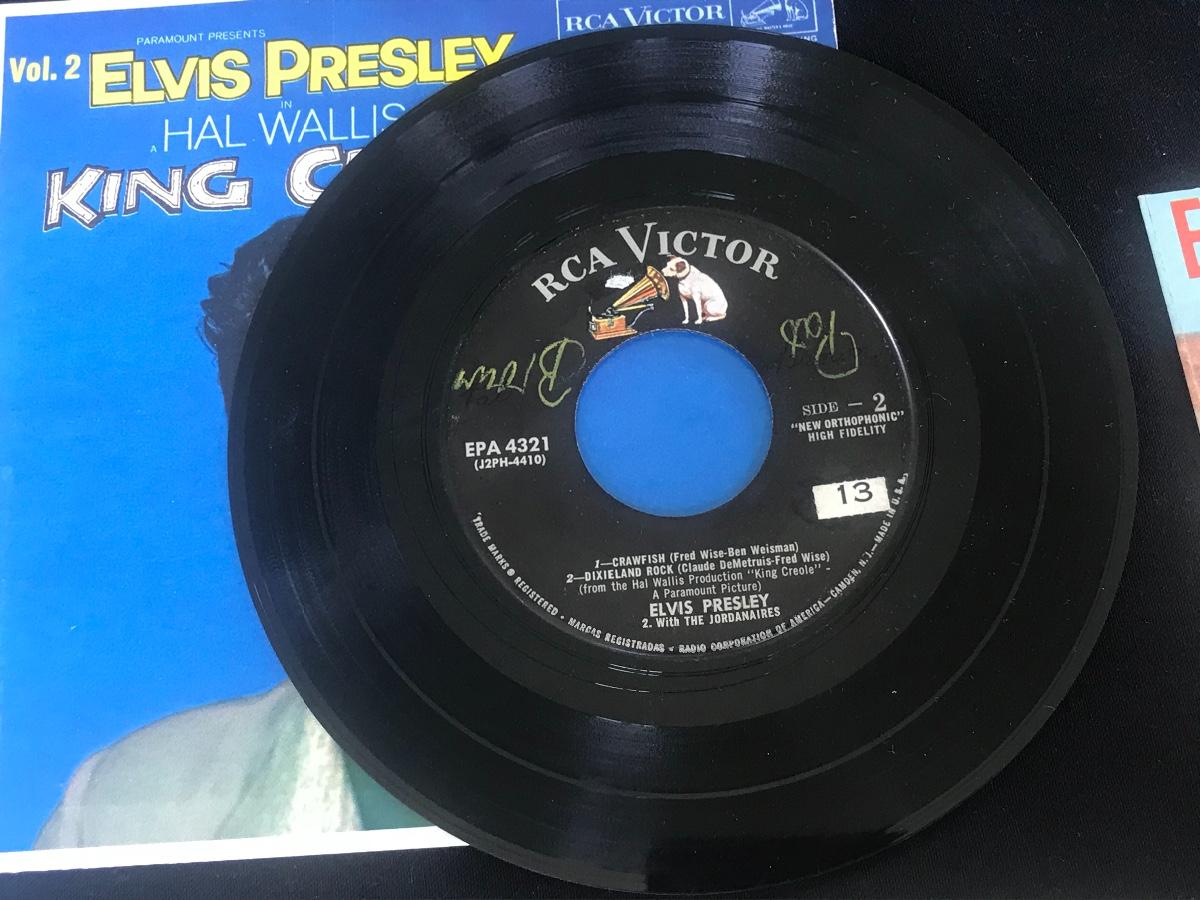 PARAMOUNT PRESENTS
Vol. 2 ELVIS PRESLEY
IN
A HAL WALLIS
KING C
RCA VICTOR
RCA VICTOR
Brown
SIDE – 2
"NEW ORTHOPHONIC"
HIGH FIDELITY
EPA 4321
(J2PH-4410)
13
1—CRAWFISH (Fred Wise-Ben Weisman)
2—DIXIELAND ROCK (Claude DeMetruis-Fred Wise)
(from the Hal Wallis Production "King Creole" -
A Paramount Picture)
ELVIS PRESLEY
2. With THE JORDANAIRES
TRADE MARKS ® REGISTERED • MARCAS REGISTRADAS • RADIO CORPORATION OF AMERICA—CAMDEN, N.J.—MADE IN U.S.A.